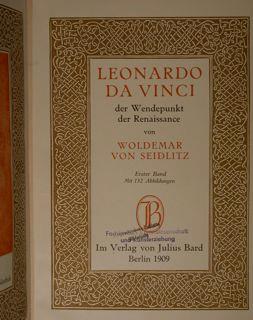 LEONARDO
DA VINCI
der Wendepunkt
der Renaissance
von
WOLDEMAR
VON SEIDLITZ
Erster Band
Mit 132 Abbildungen
JB
und Kunsterziehung
Im Verlag von Julius Bard
Berlin 1909